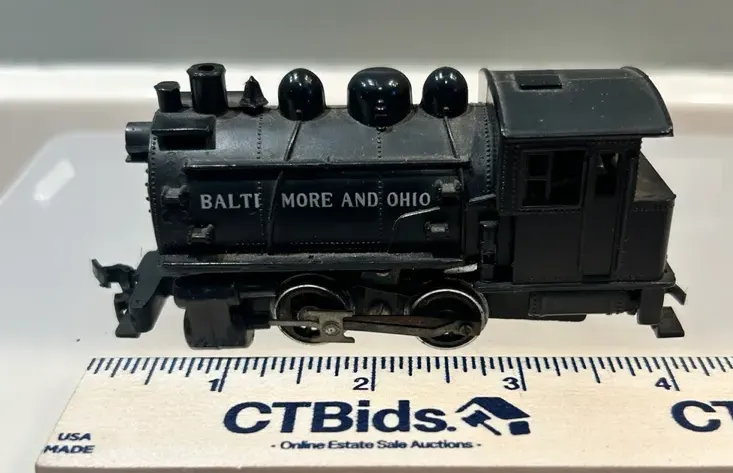 BALTI MORE AND OHIO
1 2 3 4
CTBids. CT
- Online Estate Sale Auctions -
USA
MADE